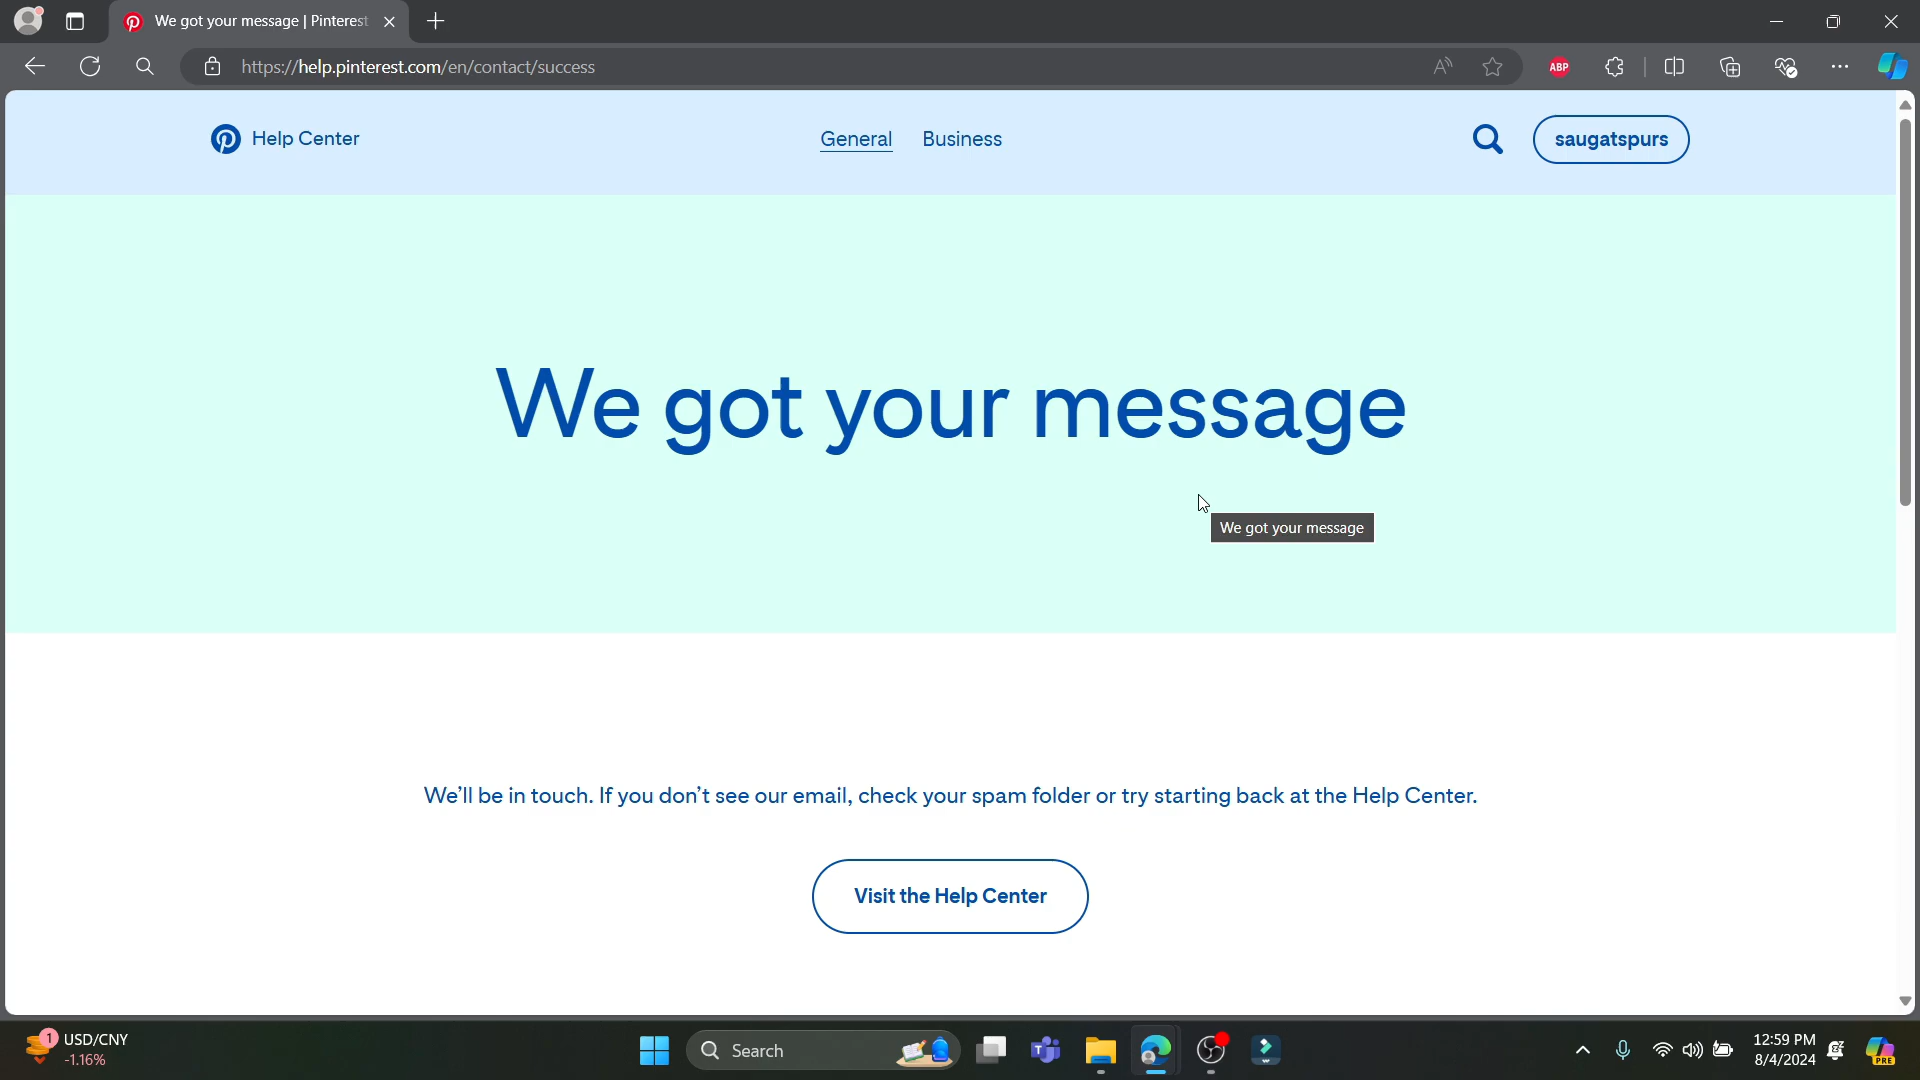 We got your message | Pinterest
https://help.pinterest.com/en/contact/success
ABP
Help Center
General
Business
saugatspurs
We got your message
We got your message
We'll be in touch. If you don't see our email, check your spam folder or try starting back at the Help Center.
Visit the Help Center
1
USD/CNY
-1.16%
Search
12:59 PM
8/4/2024
PRE